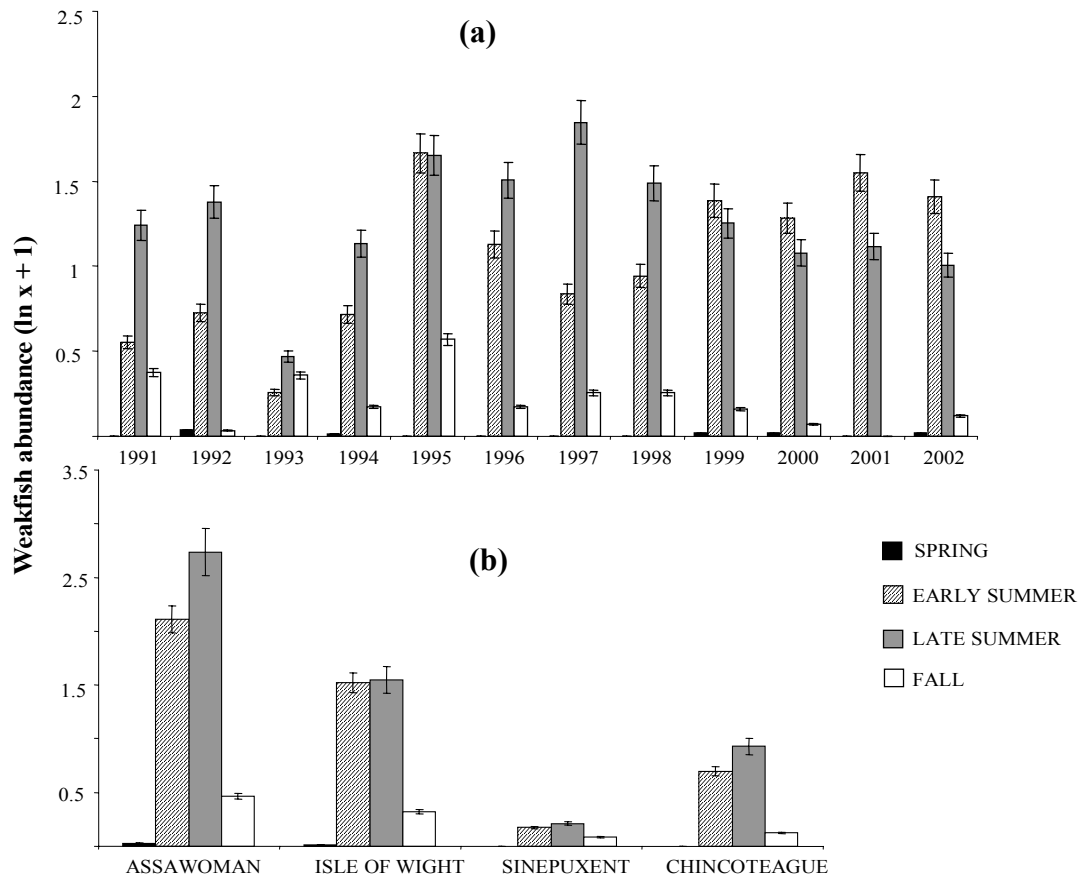 2.5
(a)
2
1.5
1
0.5
1991 1992 1993 1994 1995 1996 1997 1998 1999 2000 2001 2002
Weakfish abundance (ln x + 1)
3.5
(b)
2.5
1.5
0.5
SPRING
EARLY SUMMER
LATE SUMMER
FALL
ASSAWOMAN ISLE OF WIGHT SINEPUXENT CHINCOTEAGUE